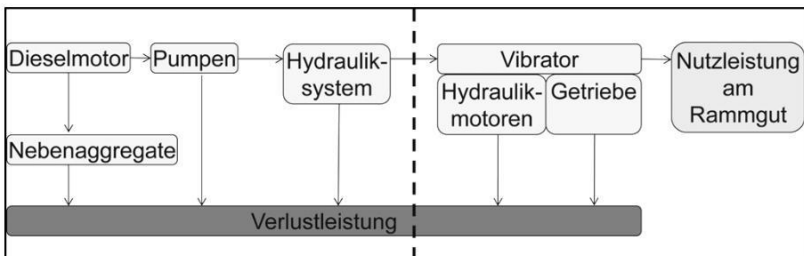 Dieselmotor
Pumpen
Hydraulik-
system
Vibrator
Hydraulik-
motoren
Getriebe
Nutzleistung
am
Rammgut
Nebenaggregate
Verlustleistung